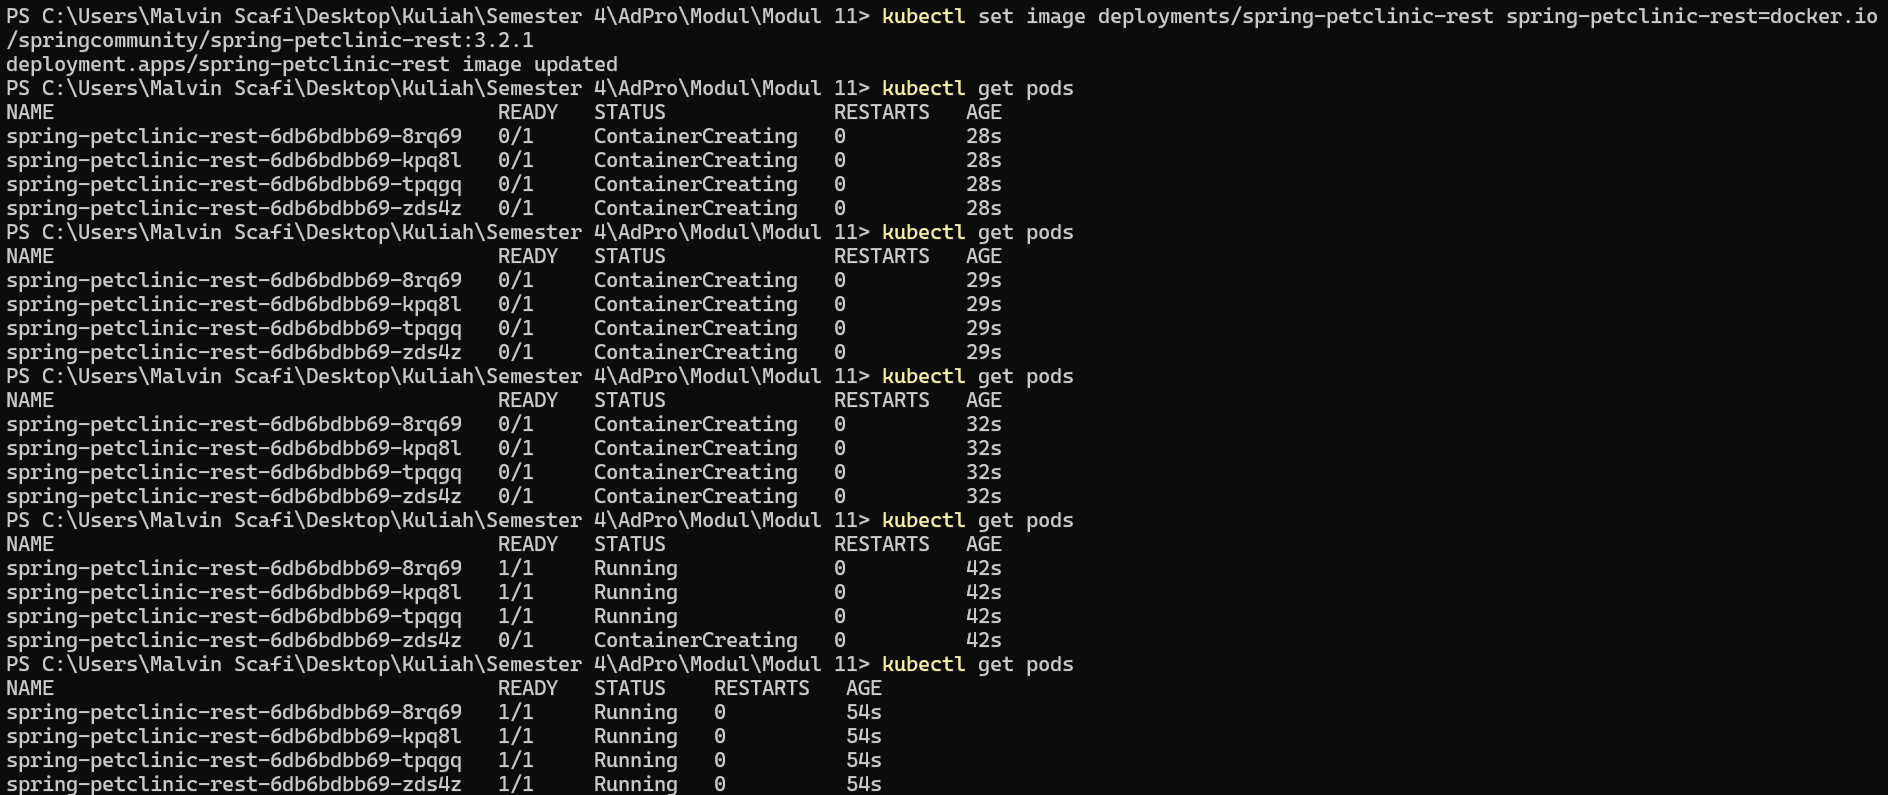 PS C:\Users\Malvin Scafi\Desktop\Kuliah\Semester 4\AdPro\Modul\Modul 11> kubectl set image deployments/spring-petclinic-rest spring-petclinic-rest=docker.io
/springcommunity/spring-petclinic-rest:3.2.1
deployment.apps/spring-petclinic-rest image updated
PS C:\Users\Malvin Scafi\Desktop\Kuliah\Semester 4\AdPro\Modul\Modul 11> kubectl get pods
NAME                                     READY   STATUS              RESTARTS   AGE
spring-petclinic-rest-6db6bdbb69-8rq69   0/1     ContainerCreating   0          28s
spring-petclinic-rest-6db6bdbb69-kpq8l   0/1     ContainerCreating   0          28s
spring-petclinic-rest-6db6bdbb69-tpqgq   0/1     ContainerCreating   0          28s
spring-petclinic-rest-6db6bdbb69-zds4z   0/1     ContainerCreating   0          28s
PS C:\Users\Malvin Scafi\Desktop\Kuliah\Semester 4\AdPro\Modul\Modul 11> kubectl get pods
NAME                                     READY   STATUS              RESTARTS   AGE
spring-petclinic-rest-6db6bdbb69-8rq69   0/1     ContainerCreating   0          29s
spring-petclinic-rest-6db6bdbb69-kpq8l   0/1     ContainerCreating   0          29s
spring-petclinic-rest-6db6bdbb69-tpqgq   0/1     ContainerCreating   0          29s
spring-petclinic-rest-6db6bdbb69-zds4z   0/1     ContainerCreating   0          29s
PS C:\Users\Malvin Scafi\Desktop\Kuliah\Semester 4\AdPro\Modul\Modul 11> kubectl get pods
NAME                                     READY   STATUS              RESTARTS   AGE
spring-petclinic-rest-6db6bdbb69-8rq69   0/1     ContainerCreating   0          32s
spring-petclinic-rest-6db6bdbb69-kpq8l   0/1     ContainerCreating   0          32s
spring-petclinic-rest-6db6bdbb69-tpqgq   0/1     ContainerCreating   0          32s
spring-petclinic-rest-6db6bdbb69-zds4z   0/1     ContainerCreating   0          32s
PS C:\Users\Malvin Scafi\Desktop\Kuliah\Semester 4\AdPro\Modul\Modul 11> kubectl get pods
NAME                                     READY   STATUS              RESTARTS   AGE
spring-petclinic-rest-6db6bdbb69-8rq69   1/1     Running             0          42s
spring-petclinic-rest-6db6bdbb69-kpq8l   1/1     Running             0          42s
spring-petclinic-rest-6db6bdbb69-tpqgq   1/1     Running             0          42s
spring-petclinic-rest-6db6bdbb69-zds4z   0/1     ContainerCreating   0          42s
PS C:\Users\Malvin Scafi\Desktop\Kuliah\Semester 4\AdPro\Modul\Modul 11> kubectl get pods
NAME                                     READY   STATUS    RESTARTS   AGE
spring-petclinic-rest-6db6bdbb69-8rq69   1/1     Running   0          54s
spring-petclinic-rest-6db6bdbb69-kpq8l   1/1     Running   0          54s
spring-petclinic-rest-6db6bdbb69-tpqgq   1/1     Running   0          54s
spring-petclinic-rest-6db6bdbb69-zds4z   1/1     Running   0          54s